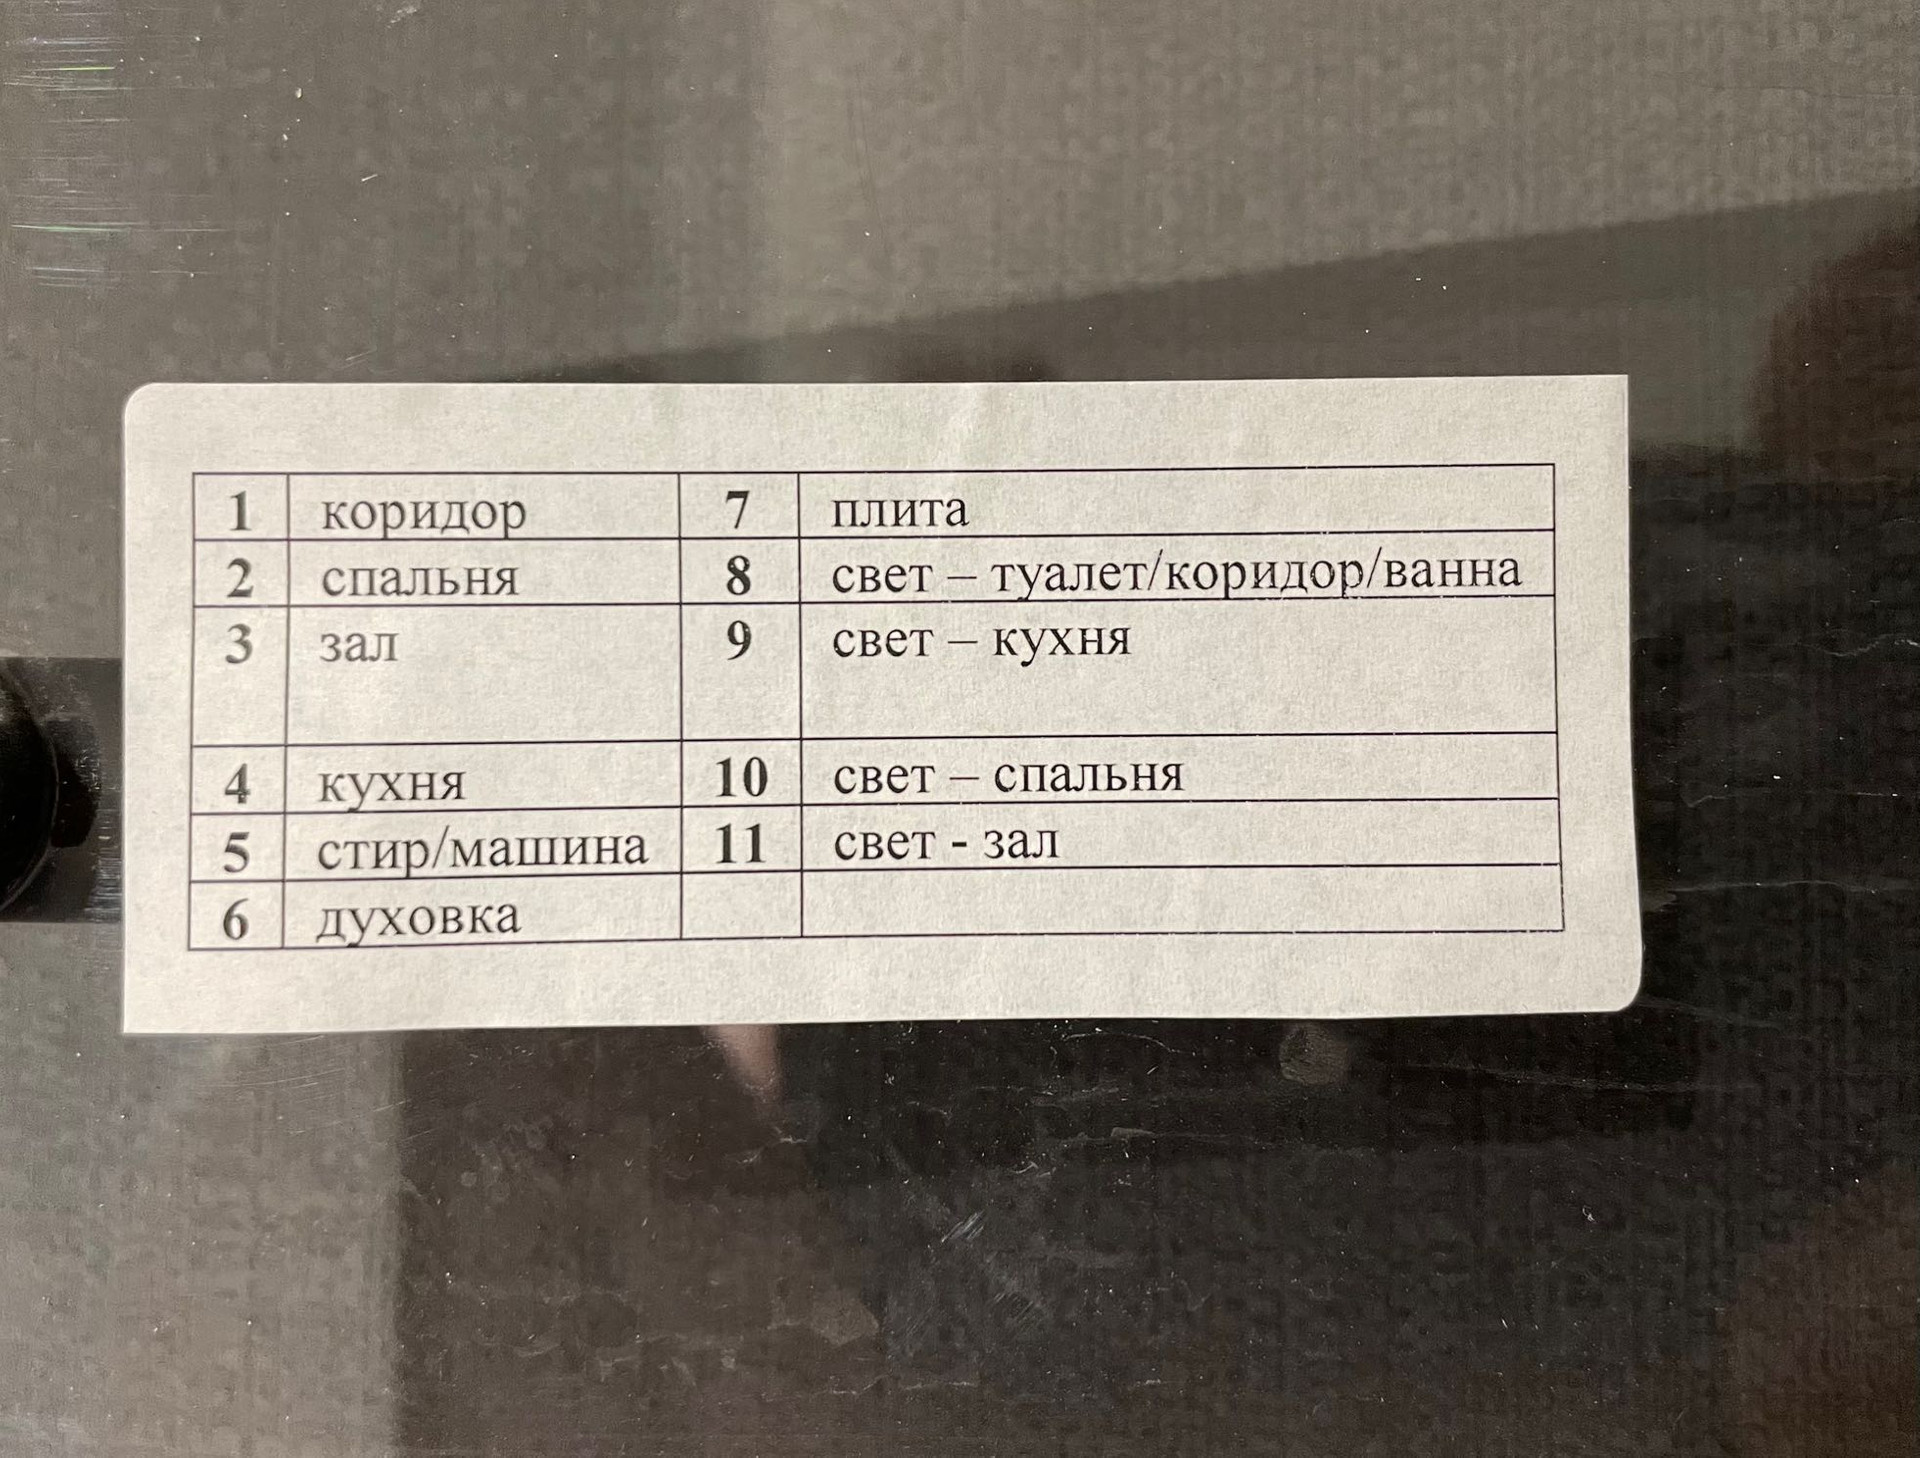 1 коридор 7 плита
2 спальня 8 свет – туалет/коридор/ванна
3 зал 9 свет – кухня
4 кухня 10 свет – спальня
5 стир/машина 11 свет - зал
6 духовка